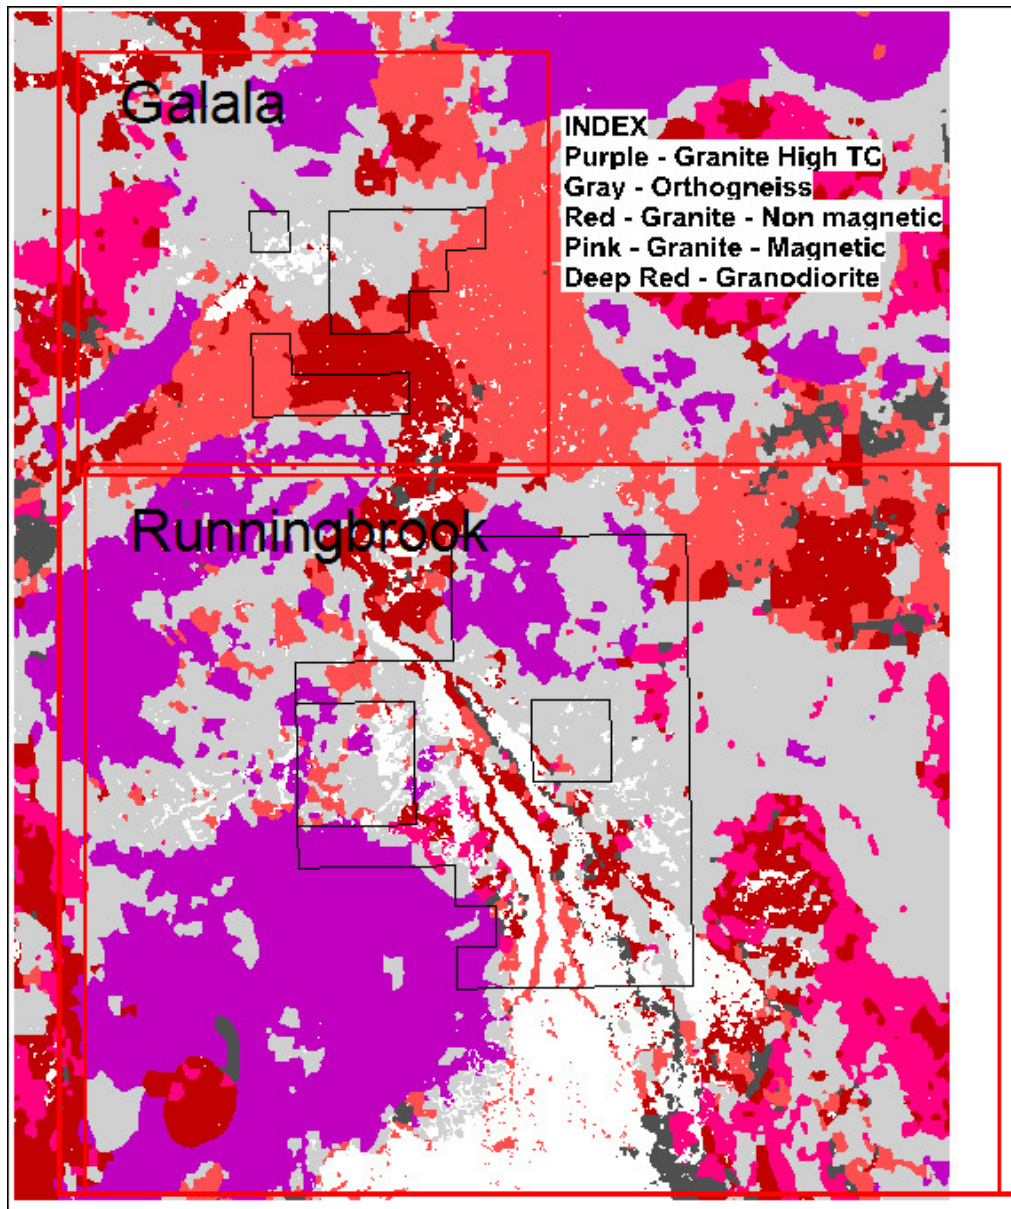 Galala
INDEX
Purple - Granite High TC
Gray - Orthogneiss
Red - Granite - Non magnetic
Pink - Granite - Magnetic
Deep Red - Granodiorite
Runningbrook